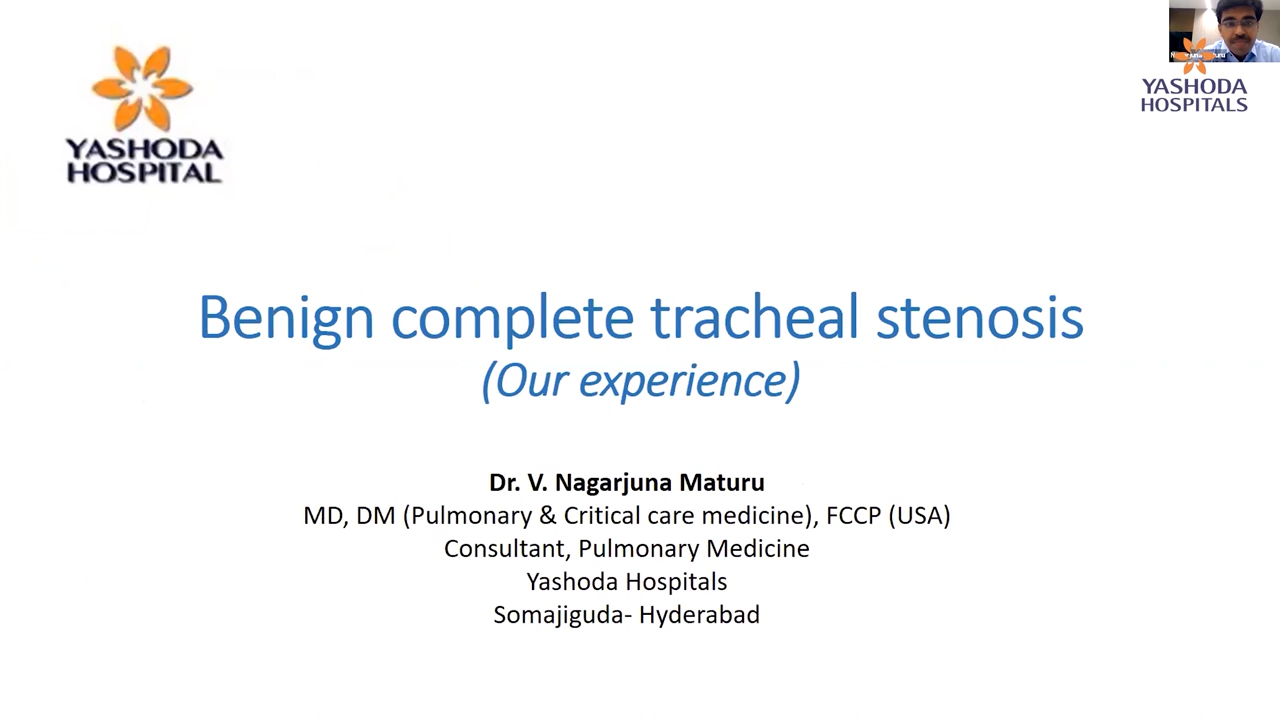 YASHODA
HOSPITAL
YASHODA
HOSPITALS
Benign complete tracheal stenosis
(Our experience)
Dr. V. Nagarjuna Maturu
MD, DM (Pulmonary & Critical care medicine), FCCP (USA)
Consultant, Pulmonary Medicine
Yashoda Hospitals
Somajiguda- Hyderabad